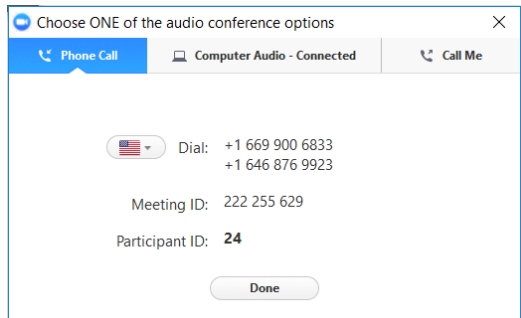 Choose ONE of the audio conference options
Phone Call Computer Audio - Connected Call Me
Dial: +1 669 900 6833
+1 646 876 9923
Meeting ID: 222 255 629
Participant ID: 24
Done